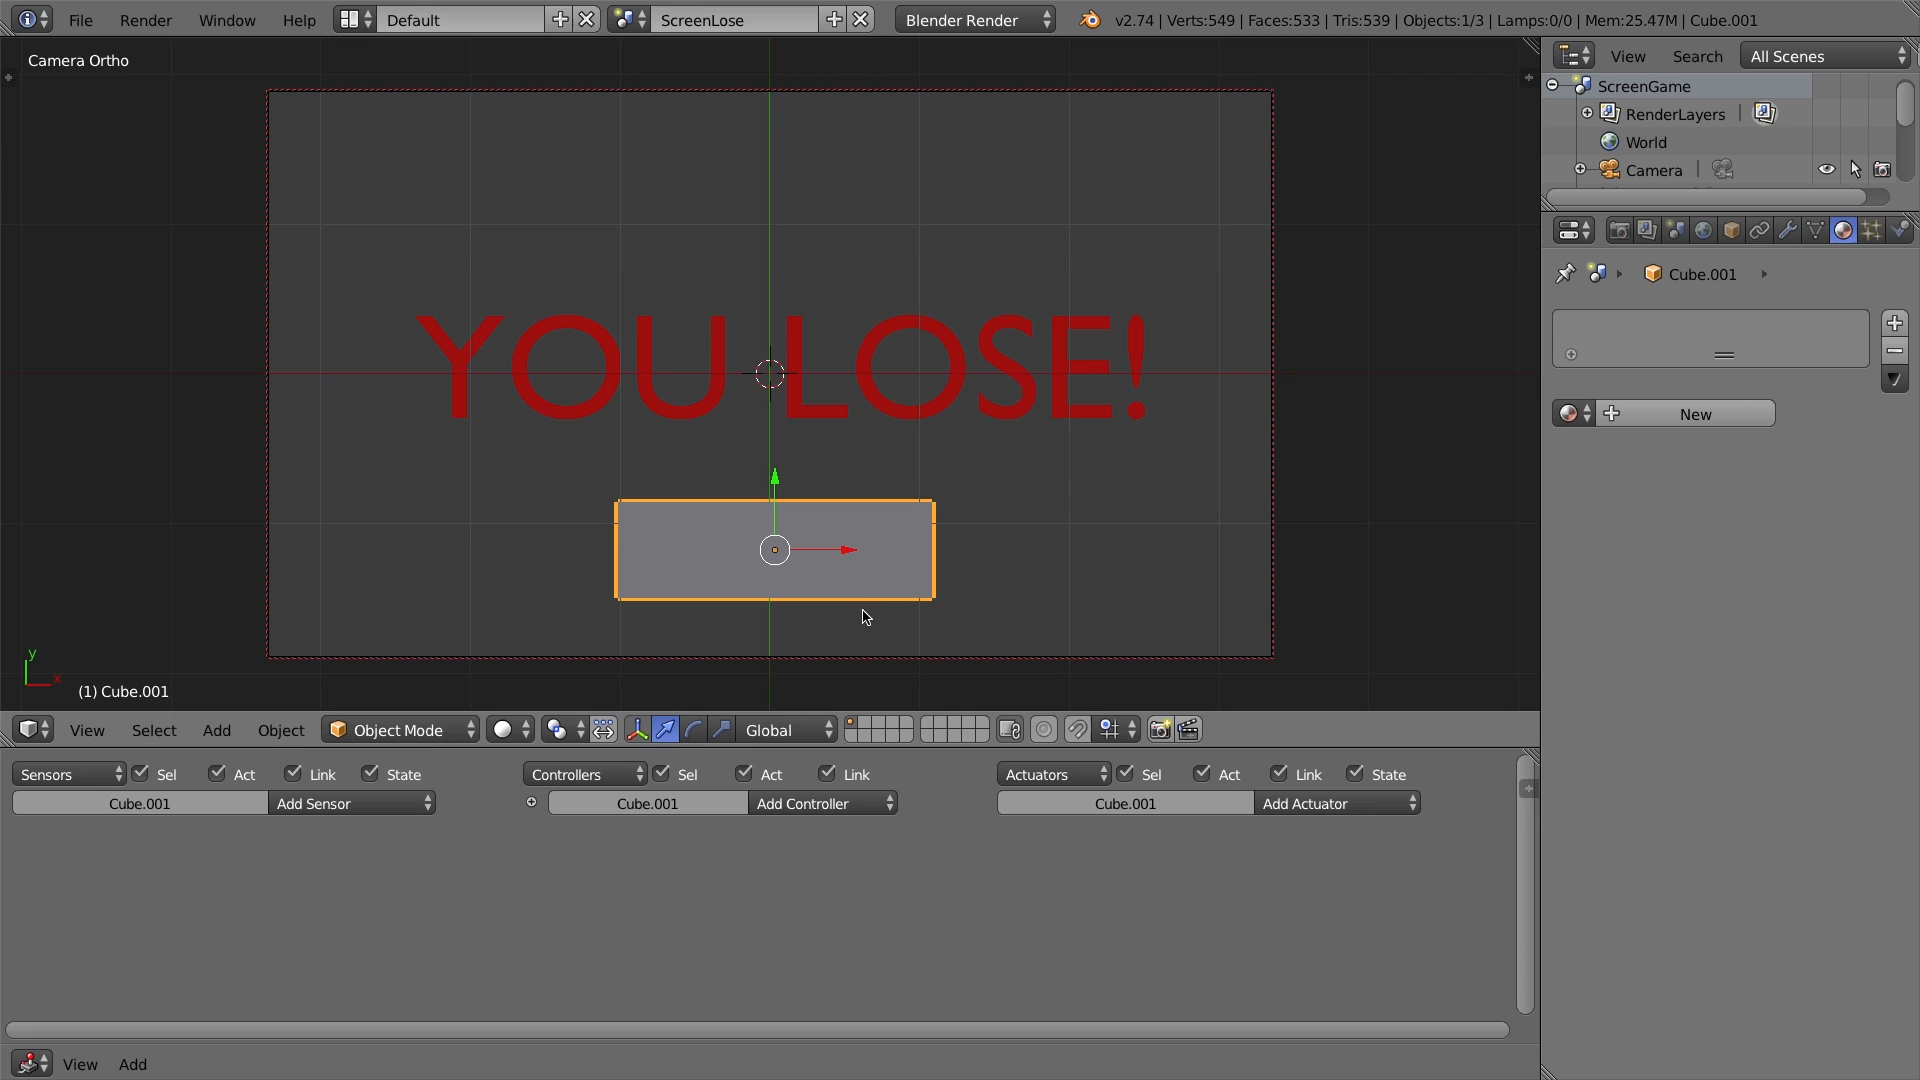 File Render Window Help Default ScreenLose Blender Render v2.74 | Verts:549 | Faces:533 | Tris:539 | Objects:1/3 | Lamps:0/0 | Mem:25.47M | Cube.001
Camera Ortho
View Search All Scenes
ScreenGame
RenderLayers
World
Camera
Cube.001
New
YOU LOSE!
y
x
(1) Cube.001
View Select Add Object Object Mode Global
Sensors Sel Act Link State Controllers Sel Act Link Actuators Sel Act Link State
Cube.001 Add Sensor Cube.001 Add Controller Cube.001 Add Actuator
View Add